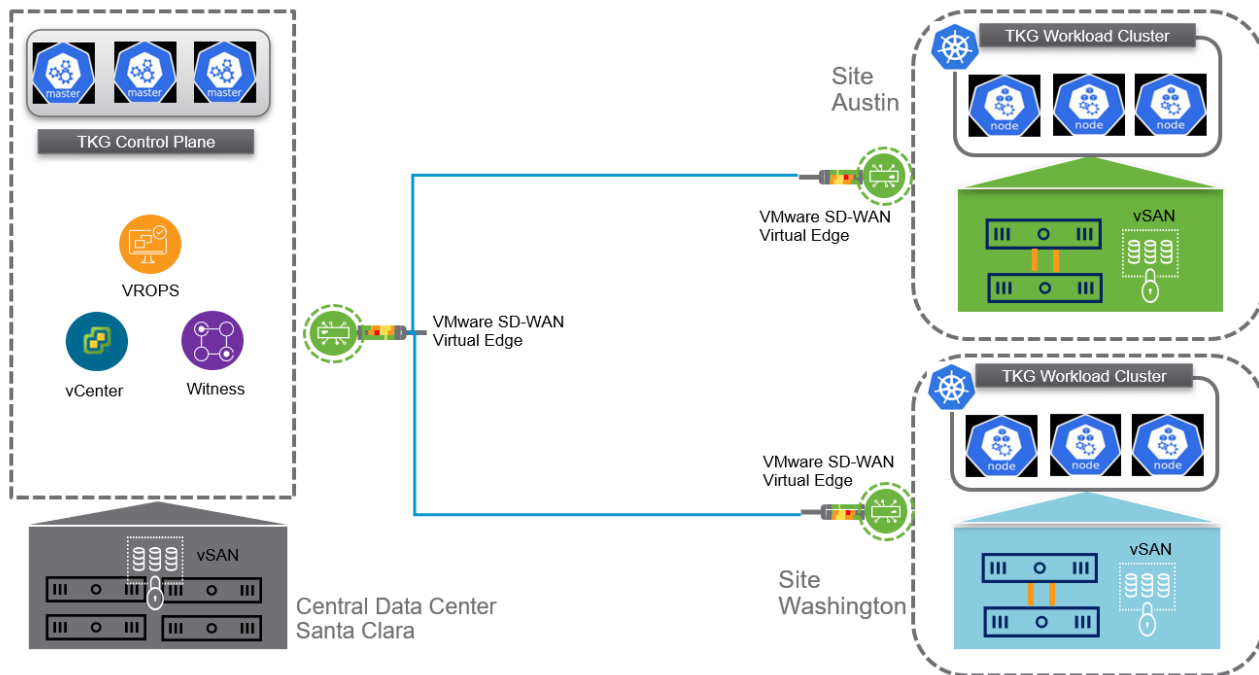 master
master
master
TKG Control Plane
VROPS
vCenter
Witness
vSAN
Central Data Center
Santa Clara
VMware SD-WAN
Virtual Edge
Site
Austin
VMware SD-WAN
Virtual Edge
TKG Workload Cluster
node
node
node
vSAN
VMware SD-WAN
Virtual Edge
Site
Washington
TKG Workload Cluster
node
node
node
vSAN